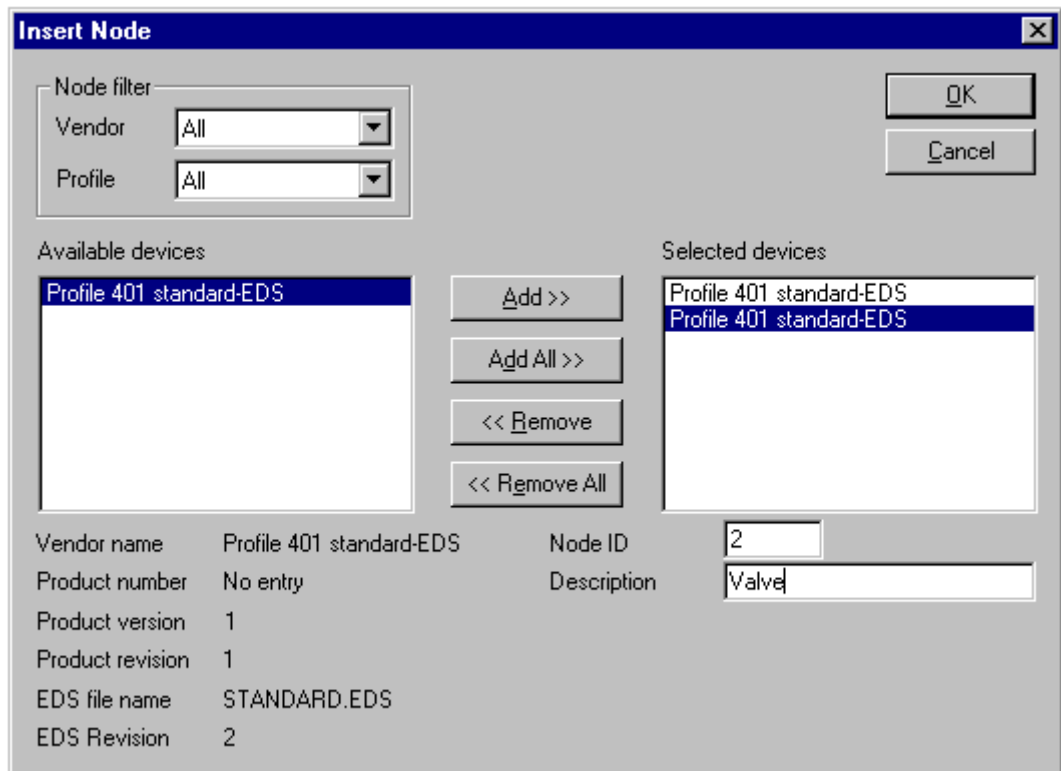 Insert Node
Node filter
Vendor All
Profile All
OK
Cancel
Available devices
Profile 401 standard-EDS
Add >>
Add All >>
<< Remove
<< Remove All
Selected devices
Profile 401 standard-EDS
Profile 401 standard-EDS
Vendor name Profile 401 standard-EDS
Product number No entry
Product version 1
Product revision 1
EDS file name STANDARD.EDS
EDS Revision 2
Node ID 2
Description Valve